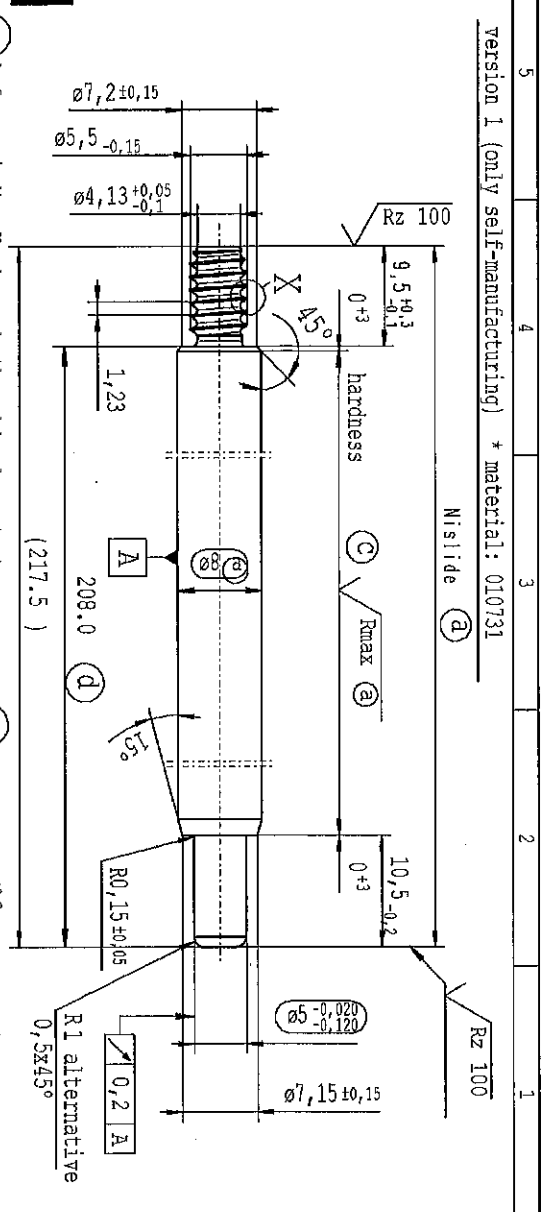 5
4
3
2
1
version 1 (only self-manufacturing) * material: 010731
Nislide a
Rz 100
Rz 100
9,5 +0,3 -0,1
0 +3
hardness
c
Rmax a
10,5 -0,2
0 +3
ø7,2 ±0,15
ø5,5 -0,15
ø4,13 +0,05 -0,1
X
45°
1,23
A
ø8 a
15°
208.0 d
(217.5 )
R0,15 ±0,05
ø5 -0,020 -0,120
ø7,15 ±0,15
R1 alternative
0,5x45°
0,2 A